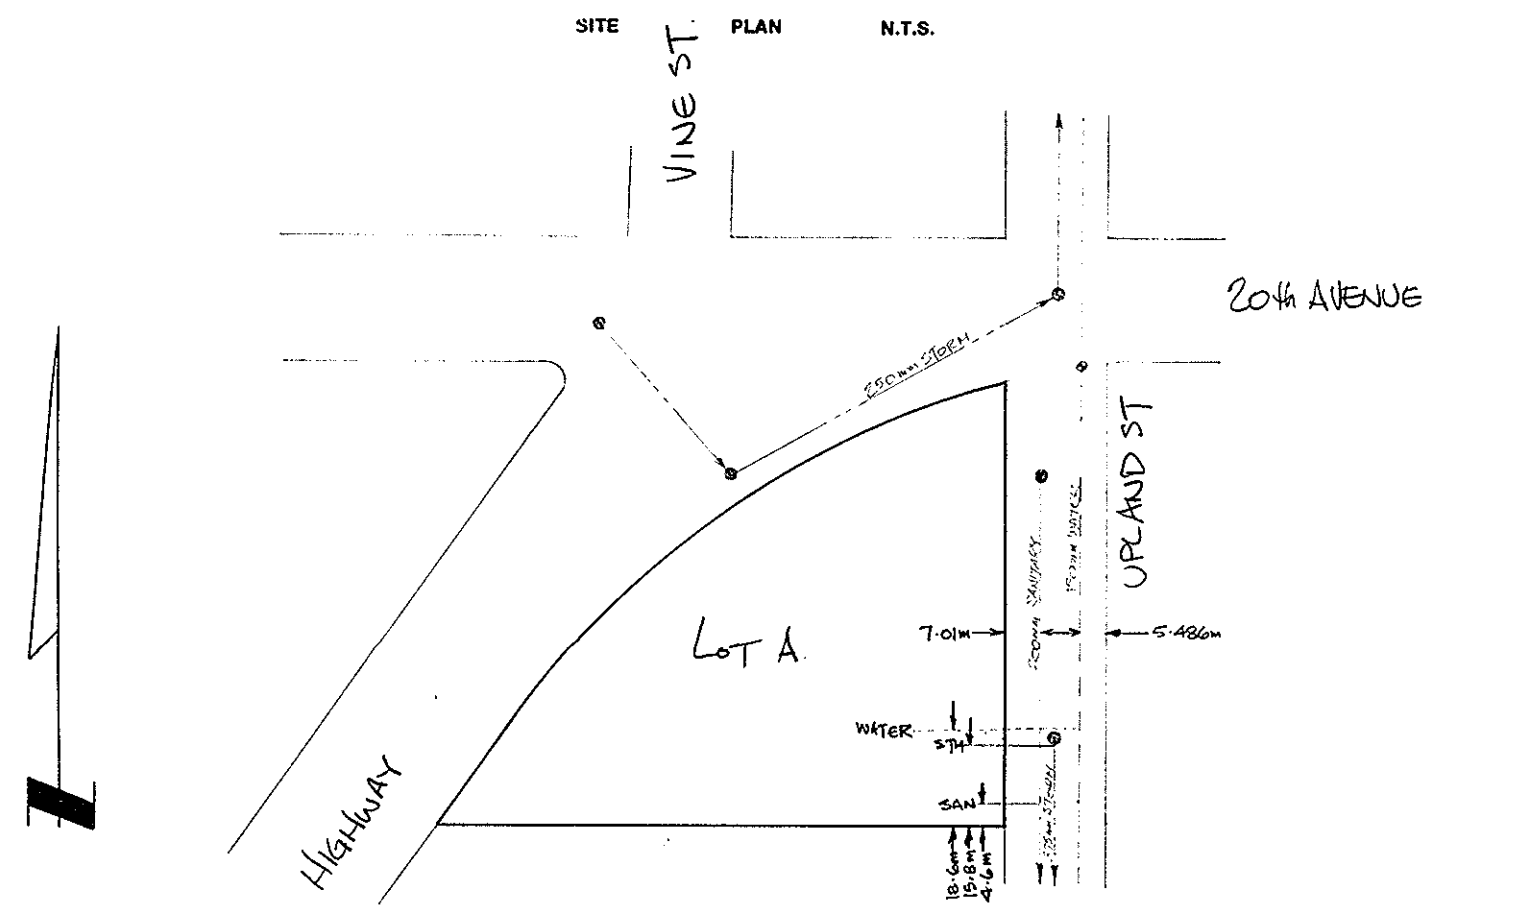 SITE PLAN N.T.S.
VINE ST.
20th AVENUE
250mm STORM
UPLAND ST
150mm WATER
200mm SANITARY
LOT A.
7.01m
5.486m
WATER
STM
SAN
STORM
HIGHWAY
18.6m
15.8m
4.6m